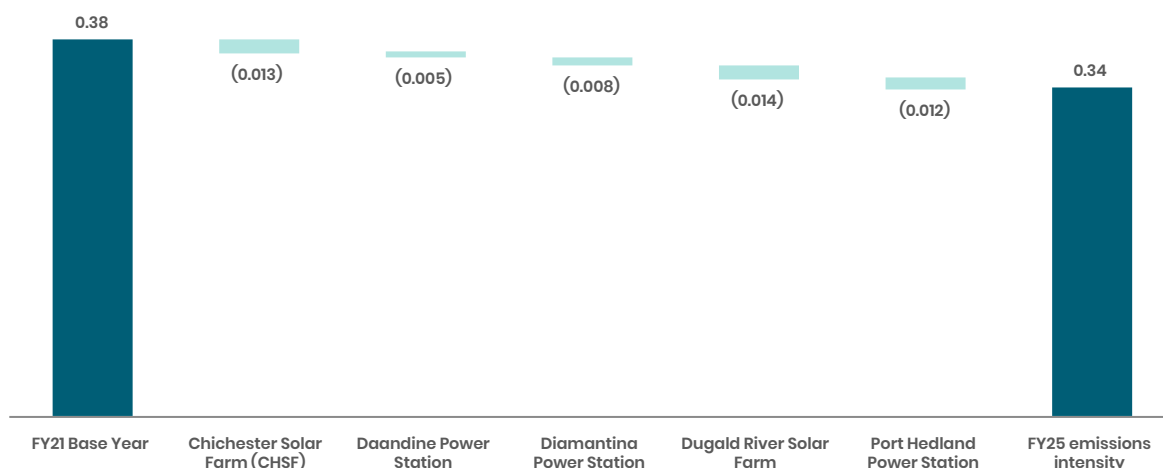 0.38
(0.013)
(0.005)
(0.008)
(0.014)
(0.012)
0.34
FY21 Base Year
Chichester Solar
Farm (CHSF)
Daandine Power
Station
Diamantina
Power Station
Dugald River Solar
Farm
Port Hedland
Power Station
FY25 emissions
intensity